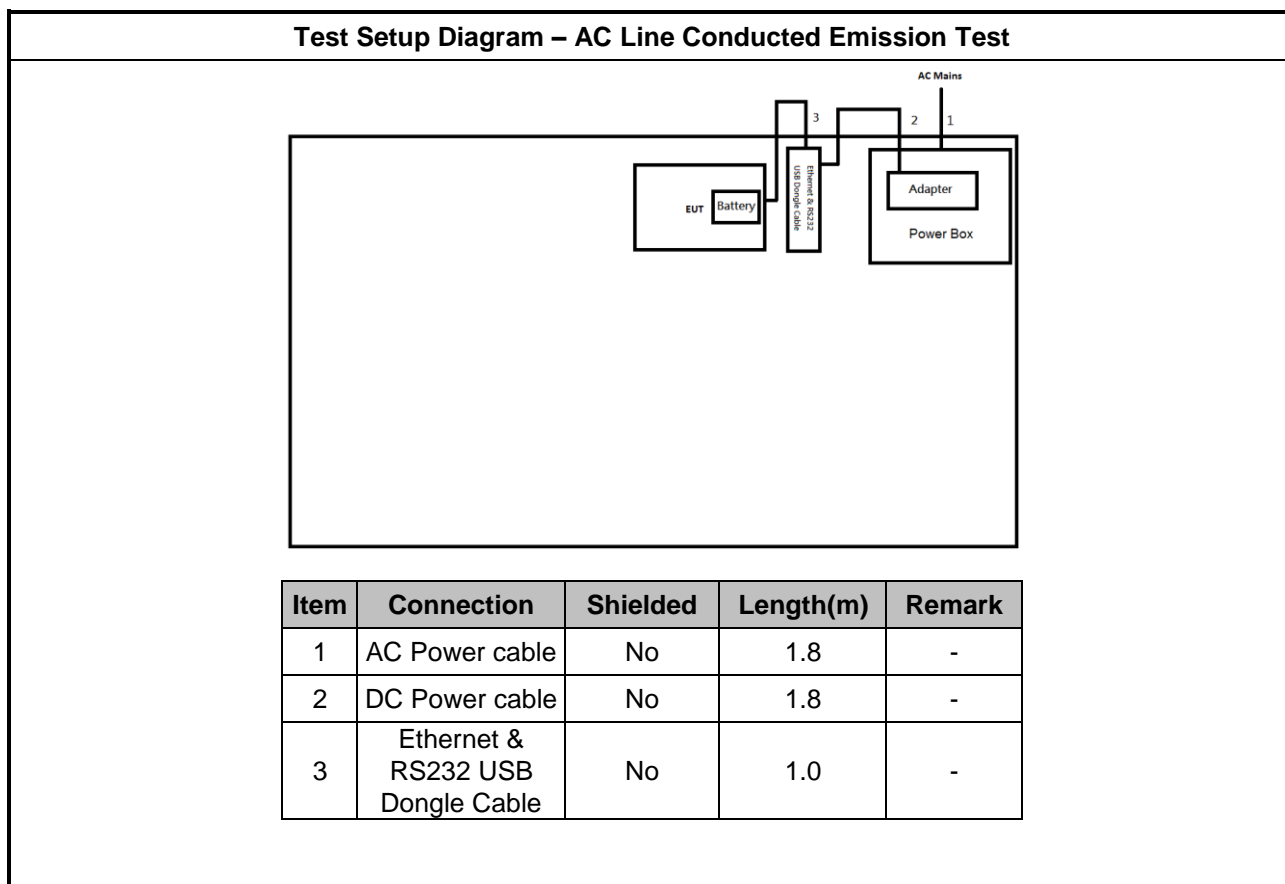 Test Setup Diagram – AC Line Conducted Emission Test
AC Mains
3
2
1
Ethernet & RS232
USB Dongle Cable
Adapter
EUT
Battery
Power Box
Item Connection Shielded Length(m) Remark
1 AC Power cable No 1.8 -
2 DC Power cable No 1.8 -
Ethernet &
3 RS232 USB No 1.0 -
Dongle Cable